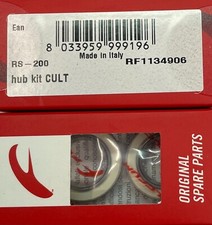 Ean
8 033959 999196
Made in Italy
RS-200
RF1134906
hub kit CULT
ORIGINAL
SPARE PARTS